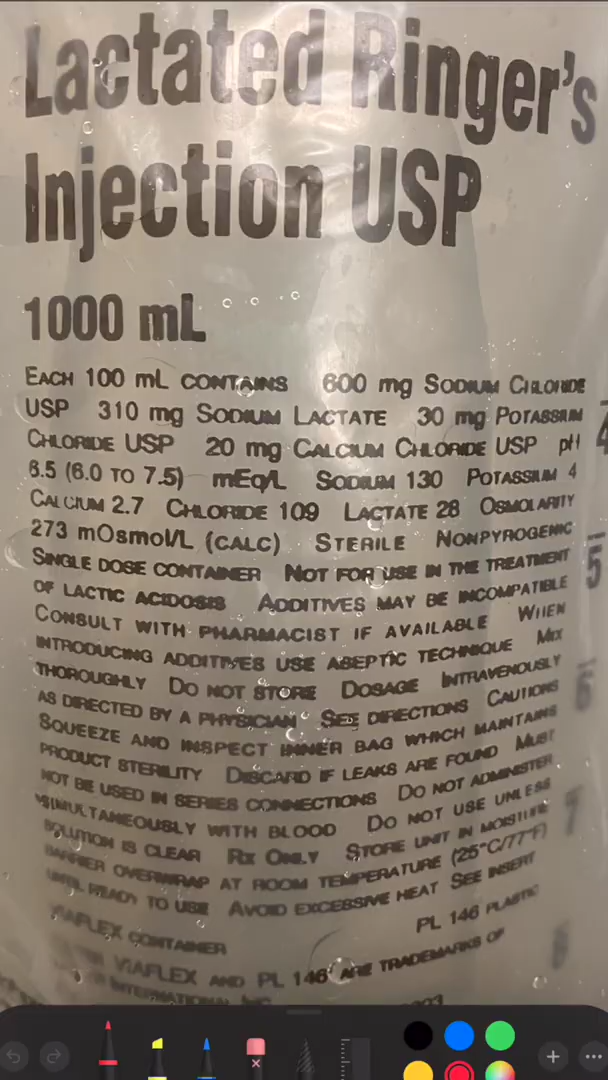 Lactated Ringer's
Injection USP
1000 mL
EACH 100 mL CONTAINS 600 mg SODIUM CHLORIDE
USP 310 mg SODIUM LACTATE 30 mg POTASSIUM
CHLORIDE USP 20 mg CALCIUM CHLORIDE USP pH
6.5 (6.0 TO 7.5) mEq/L SODIUM 130 POTASSIUM 4
CALCIUM 2.7 CHLORIDE 109 LACTATE 28 OSMOLARITY
273 mOsmol/L (CALC) STERILE NONPYROGENIC
SINGLE DOSE CONTAINER NOT FOR USE IN THE TREATMENT
OF LACTIC ACIDOSIS ADDITIVES MAY BE INCOMPATIBLE
CONSULT WITH PHARMACIST IF AVAILABLE WHEN
INTRODUCING ADDITIVES USE ASEPTIC TECHNIQUE MIX
THOROUGHLY DO NOT STORE DOSAGE INTRAVENOUSLY
AS DIRECTED BY A PHYSICIAN SEE DIRECTIONS CAUTIONS
SQUEEZE AND INSPECT INNER BAG WHICH MAINTAINS
PRODUCT STERILITY DISCARD IF LEAKS ARE FOUND MUST
NOT BE USED IN SERIES CONNECTIONS DO NOT ADMINISTER
SIMULTANEOUSLY WITH BLOOD DO NOT USE UNLESS
SOLUTION IS CLEAR RX ONLY STORE UNIT IN MOISTURE
BARRIER OVERWRAP AT ROOM TEMPERATURE (25°C/77°F)
UNTIL READY TO USE AVOID EXCESSIVE HEAT SEE INSERT
VIAFLEX CONTAINER PL 146 PLASTIC
VIAFLEX AND PL 146 ARE TRADEMARKS OF
INTERNATIONAL INC
4
5
6
7